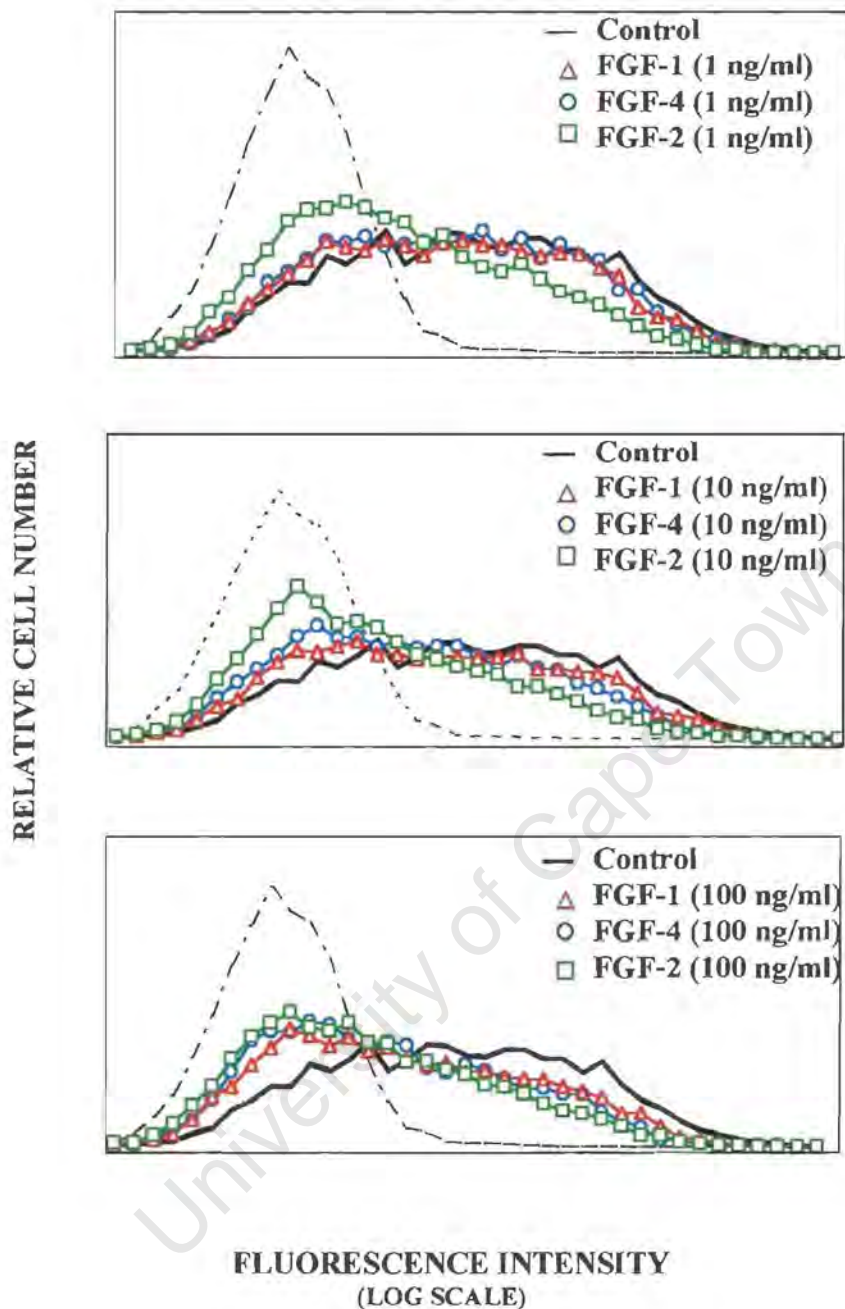 Control
FGF-1 (1 ng/ml)
FGF-4 (1 ng/ml)
FGF-2 (1 ng/ml)
Control
FGF-1 (10 ng/ml)
FGF-4 (10 ng/ml)
FGF-2 (10 ng/ml)
RELATIVE CELL NUMBER
Control
FGF-1 (100 ng/ml)
FGF-4 (100 ng/ml)
FGF-2 (100 ng/ml)
University of Cape Town
FLUORESCENCE INTENSITY
(LOG SCALE)